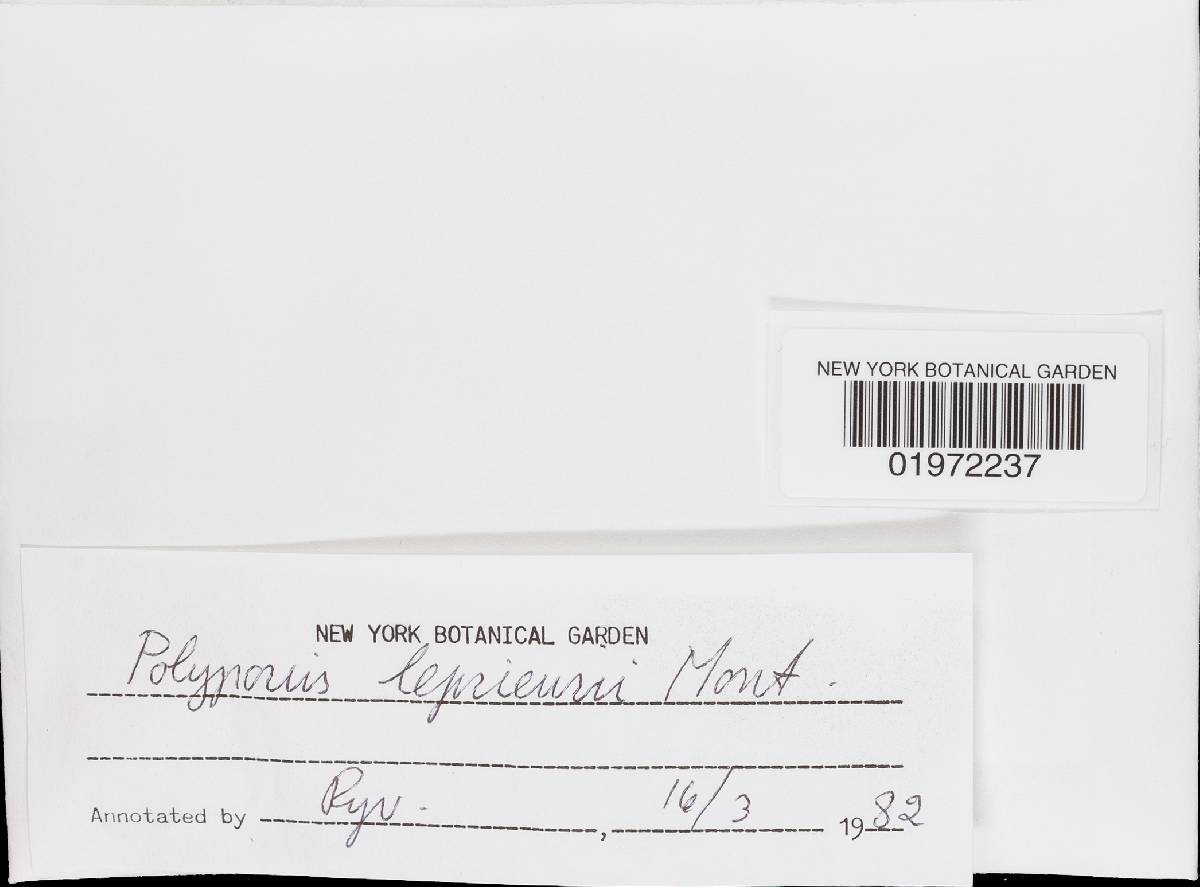 NEW YORK BOTANICAL GARDEN
01972237
NEW YORK BOTANICAL GARDEN
Polyporus leprieurii Mont.
Annotated by Ryv. , 16/3 1982